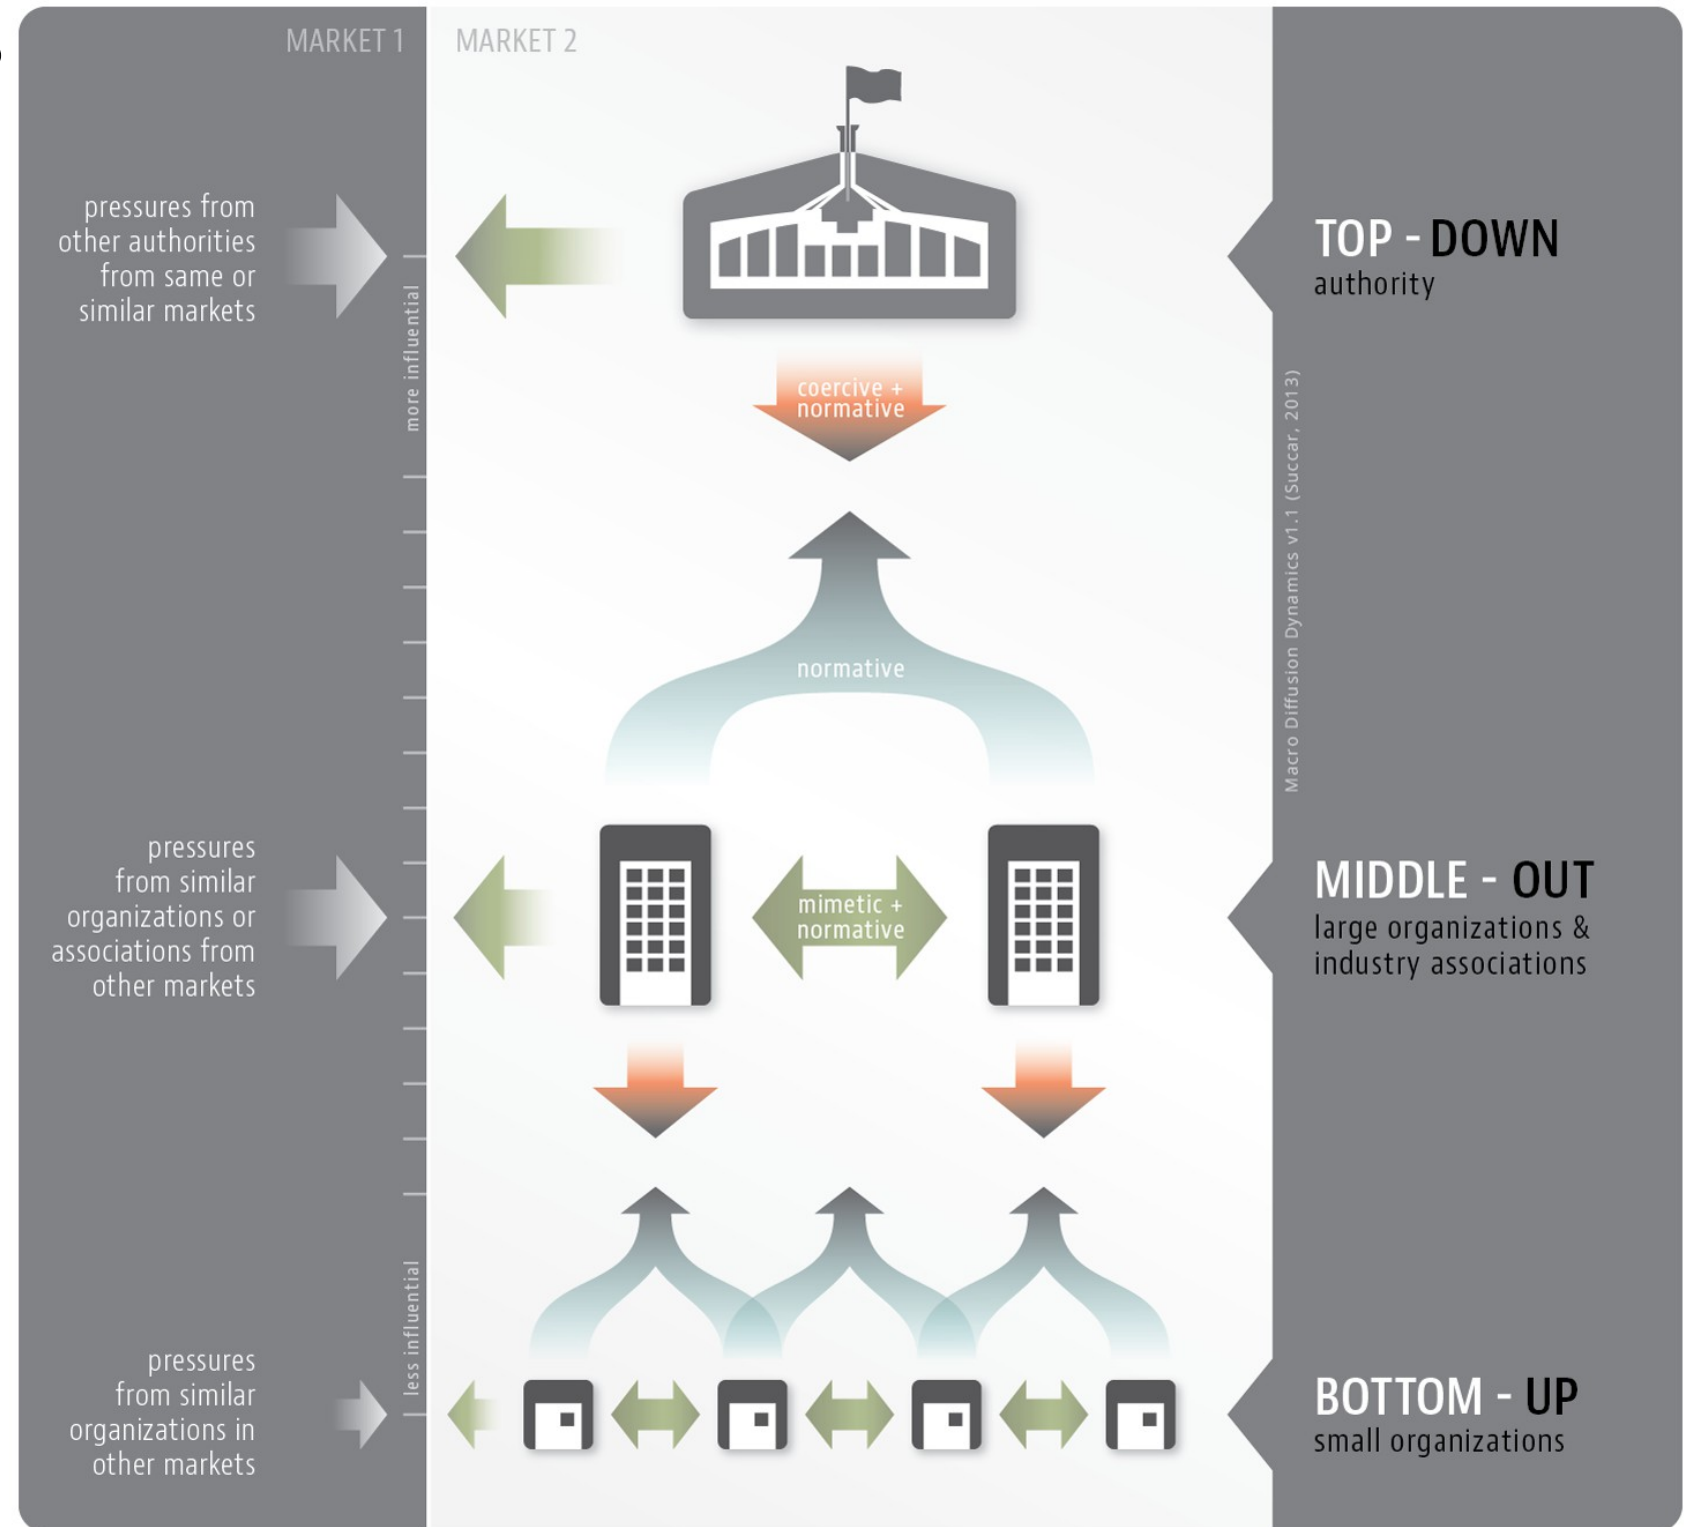 MARKET 1
MARKET 2
pressures from
other authorities
from same or
similar markets
more influential
coercive +
normative
TOP - DOWN
authority
normative
Macro Diffusion Dynamics v1.1 (Succar, 2013)
pressures
from similar
organizations or
associations from
other markets
mimetic +
normative
MIDDLE - OUT
large organizations &
industry associations
less influential
pressures
from similar
organizations in
other markets
BOTTOM - UP
small organizations